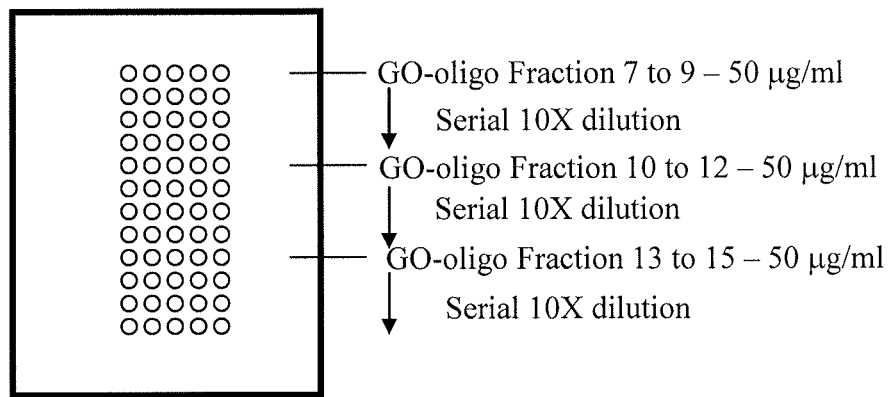 GO-oligo Fraction 7 to 9 – 50 μg/ml
Serial 10X dilution
GO-oligo Fraction 10 to 12 – 50 μg/ml
Serial 10X dilution
GO-oligo Fraction 13 to 15 – 50 μg/ml
Serial 10X dilution